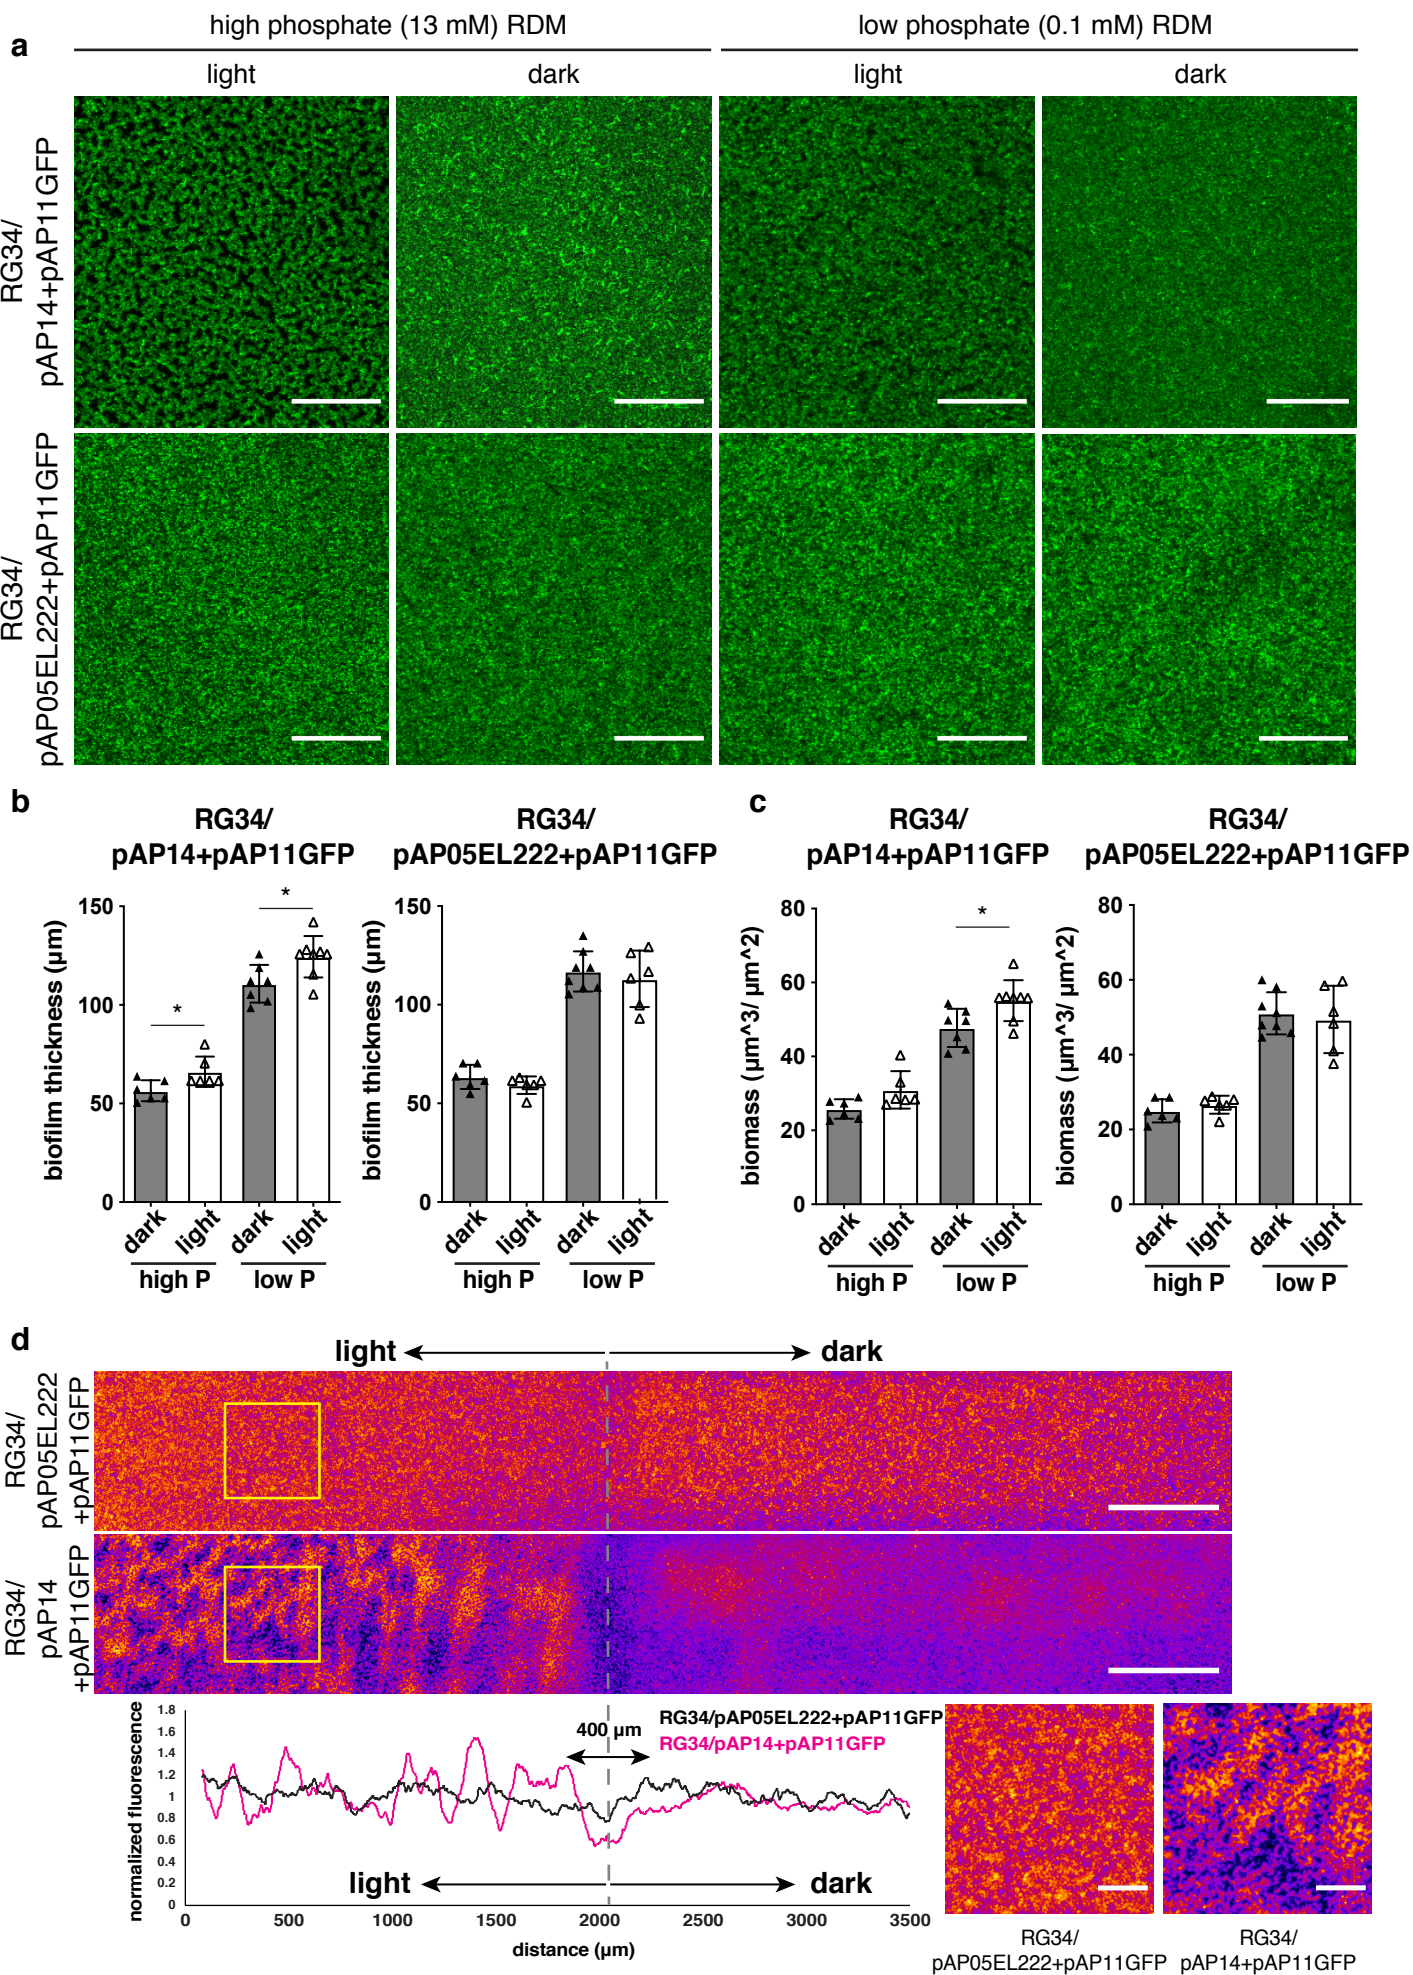 a
high phosphate (13 mM) RDM
low phosphate (0.1 mM) RDM
light
dark
light
dark
RG34/
pAP14+pAP11GFP
RG34/
pAP05EL222+pAP11GFP
b
RG34/
pAP14+pAP11GFP
RG34/
pAP05EL222+pAP11GFP
biofilm thickness (µm)
150
100
50
0
*
*
dark
light
dark
light
high P
low P
biofilm thickness (µm)
150
100
50
0
dark
light
dark
light
high P
low P
c
RG34/
pAP14+pAP11GFP
RG34/
pAP05EL222+pAP11GFP
biomass (µm^3/ µm^2)
80
60
40
20
0
*
dark
light
dark
light
high P
low P
biomass (µm^3/ µm^2)
80
60
40
20
0
dark
light
dark
light
high P
low P
d
light
dark
RG34/
pAP05EL222
+pAP11GFP
RG34/
pAP14
+pAP11GFP
normalized fluorescence
1.8
1.6
1.4
1.2
1
0.8
0.6
0.4
0.2
0
RG34/pAP05EL222+pAP11GFP
RG34/pAP14+pAP11GFP
400 µm
light
dark
0
500
1000
1500
2000
2500
3000
3500
distance (µm)
RG34/
pAP05EL222+pAP11GFP
RG34/
pAP14+pAP11GFP